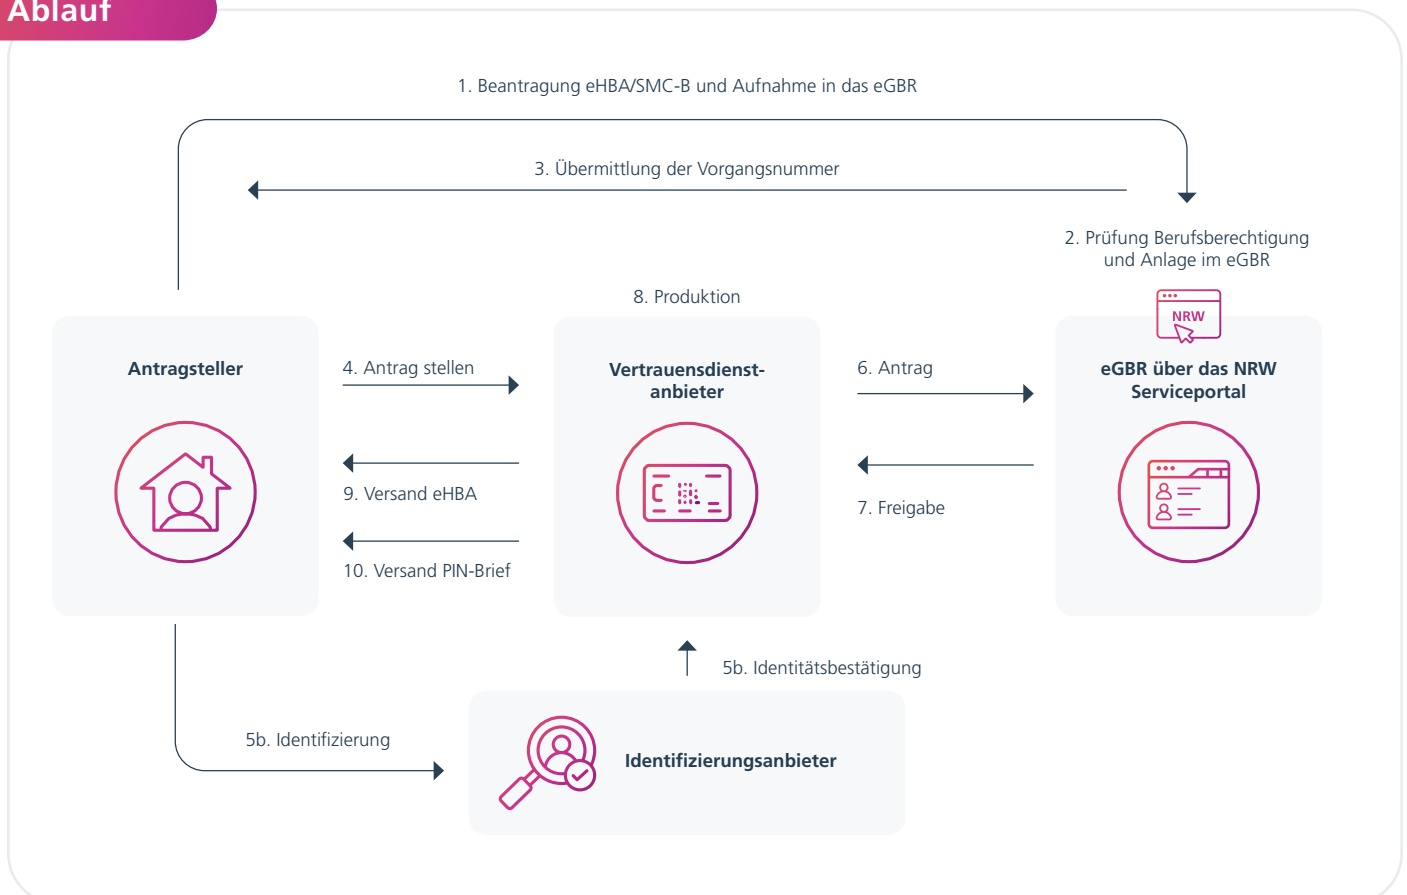 Ablauf
1. Beantragung eHBA/SMC-B und Aufnahme in das eGBR
3. Übermittlung der Vorgangsnummer
2. Prüfung Berufsberechtigung
und Anlage im eGBR
8. Produktion
NRW
Antragsteller
4. Antrag stellen
Vertrauensdienst-
anbieter
6. Antrag
eGBR über das NRW
Serviceportal
9. Versand eHBA
7. Freigabe
10. Versand PIN-Brief
5b. Identitätsbestätigung
5b. Identifizierung
Identifizierungsanbieter